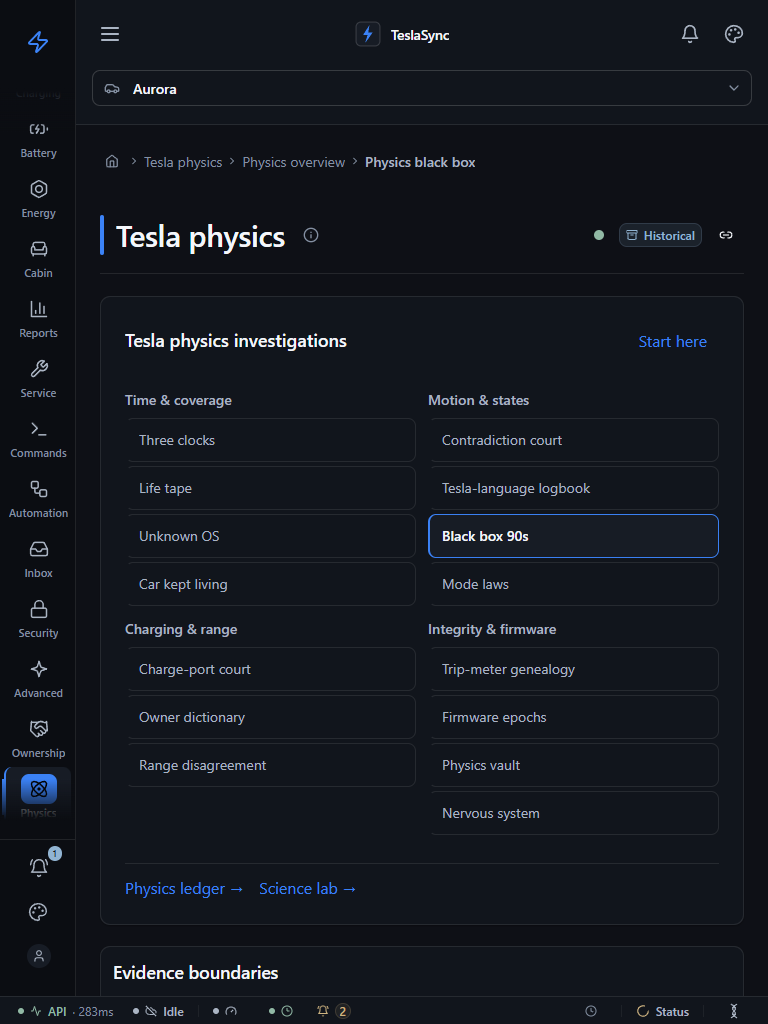 TeslaSync
Aurora
Charging
Battery
Energy
Cabin
Reports
Service
Commands
Automation
Inbox
Security
Advanced
Ownership
Physics
1
Tesla physics › Physics overview › Physics black box
Tesla physics
Historical
Tesla physics investigations
Start here
Time & coverage
Three clocks
Life tape
Unknown OS
Car kept living
Motion & states
Contradiction court
Tesla-language logbook
Black box 90s
Mode laws
Charging & range
Charge-port court
Owner dictionary
Range disagreement
Integrity & firmware
Trip-meter genealogy
Firmware epochs
Physics vault
Nervous system
Physics ledger → Science lab →
Evidence boundaries
API · 283ms Idle 2 Status